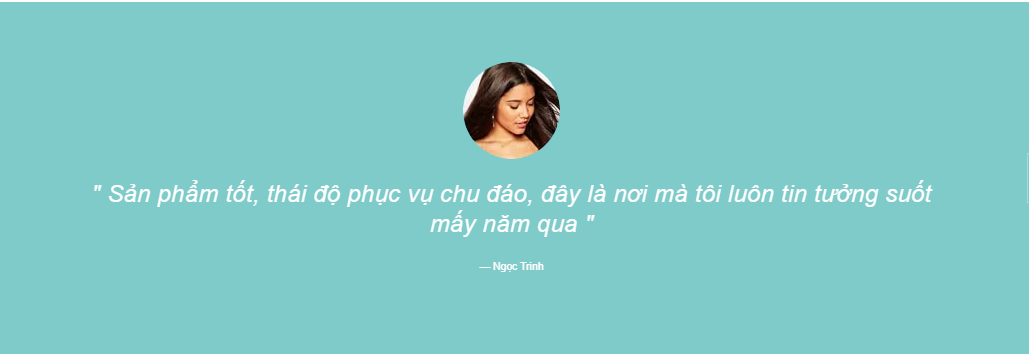 " Sản phẩm tốt, thái độ phục vụ chu đáo, đây là nơi mà tôi luôn tin tưởng suốt
mấy năm qua "
— Ngọc Trinh